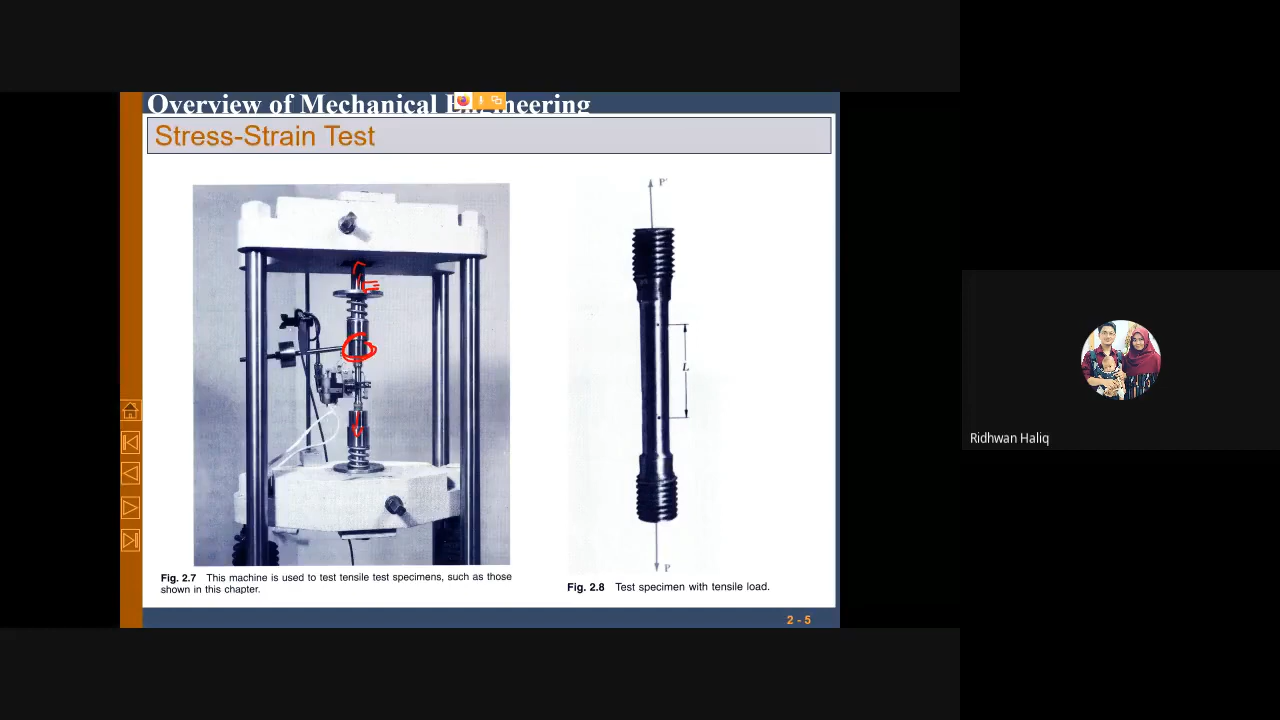 Overview of Mechanical Engineering
Stress-Strain Test
P'
L
P
Fig. 2.7 This machine is used to test tensile test specimens, such as those
shown in this chapter.
Fig. 2.8 Test specimen with tensile load.
2 - 5
Ridhwan Haliq